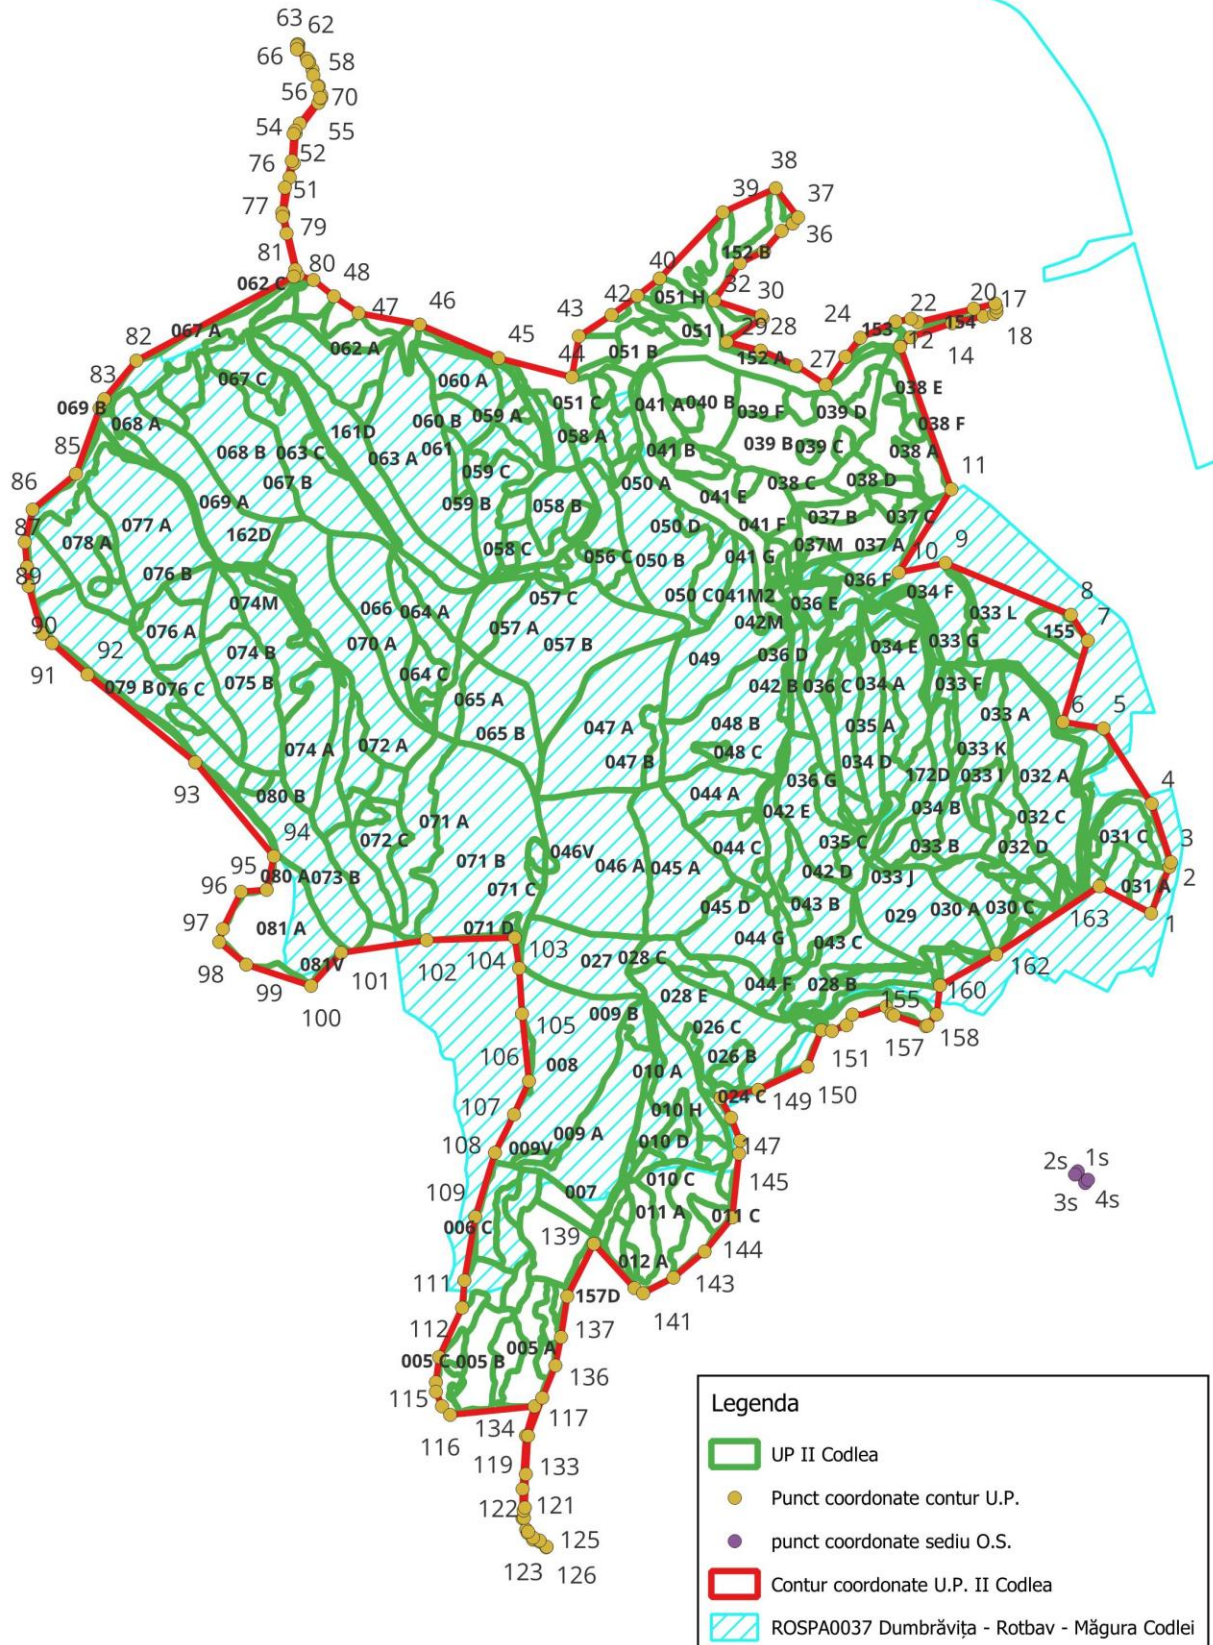 63 62
66 58
56 70
54 55
52
76
51
77
79
81
80
062 C
48
47
46
45
067 A
82
062 A
83
069 B
068 A
85
86
87
89
90
91
92
93
94
95
96
97
98
99
100
101
102
38
39
37
36
152 B
40
32
30
42
051 H
43
051 I
29 28
44
051 B
152 A
27
24
22
20 17
153
154
12
14
18
067 C
060 A
051 C
059 A
060 B
058 A
041 A
040 B
039 F
039 D
038 E
038 F
161D
068 B
063 C
063 A
061
059 C
041 B
039 B
039 C
038 A
11
067 B
069 A
059 B
058 B
050 A
041 E
038 C
038 D
037 B
037 C
077 A
078 A
162D
058 C
056 C
050 D
050 B
041 F
037M
037 A
041 G
10 9
036 F
034 F
076 B
074M
066
064 A
057 C
050 C
041M2
036 E
042M
8
7
033 L
155
076 A
074 B
070 A
057 A
057 B
049
036 D
034 E
033 G
075 B
076 C
079 B
064 C
065 A
042 B
036 C
034 A
033 F
033 A
6 5
047 A
048 B
035 A
065 B
072 A
074 A
047 B
048 C
034 D
036 G
033 K
172D
033 I
032 A
4
080 B
071 A
044 A
042 E
034 B
032 C
072 C
071 B
046V
046 A
045 A
044 C
035 C
033 B
032 D
031 C
3
2
080 A
073 B
071 C
042 D
033 J
031 A
1
163
081 A
071 D
045 D
043 B
029
030 A
030 C
081V
103
104
027
028 C
044 G
043 C
162
044 F
028 B
160
028 E
105
009 B
026 C
155
151
157
158
106
008
010 A
026 B
150
149
024 C
107
010 H
009 A
010 D
147
108
009V
010 C
145
007
109
006 C
011 A
011 C
144
139
143
012 A
141
111
157D
112
137
005 A
005 B
005 C
136
115
117
116
134
119
133
122
121
125
123
126
2s 1s
3s 4s
Legenda
UP II Codlea
Punct coordonate contur U.P.
punct coordonate sediu O.S.
Contur coordonate U.P. II Codlea
ROSPA0037 Dumbrăvița - Rotbav - Măgura Codlei